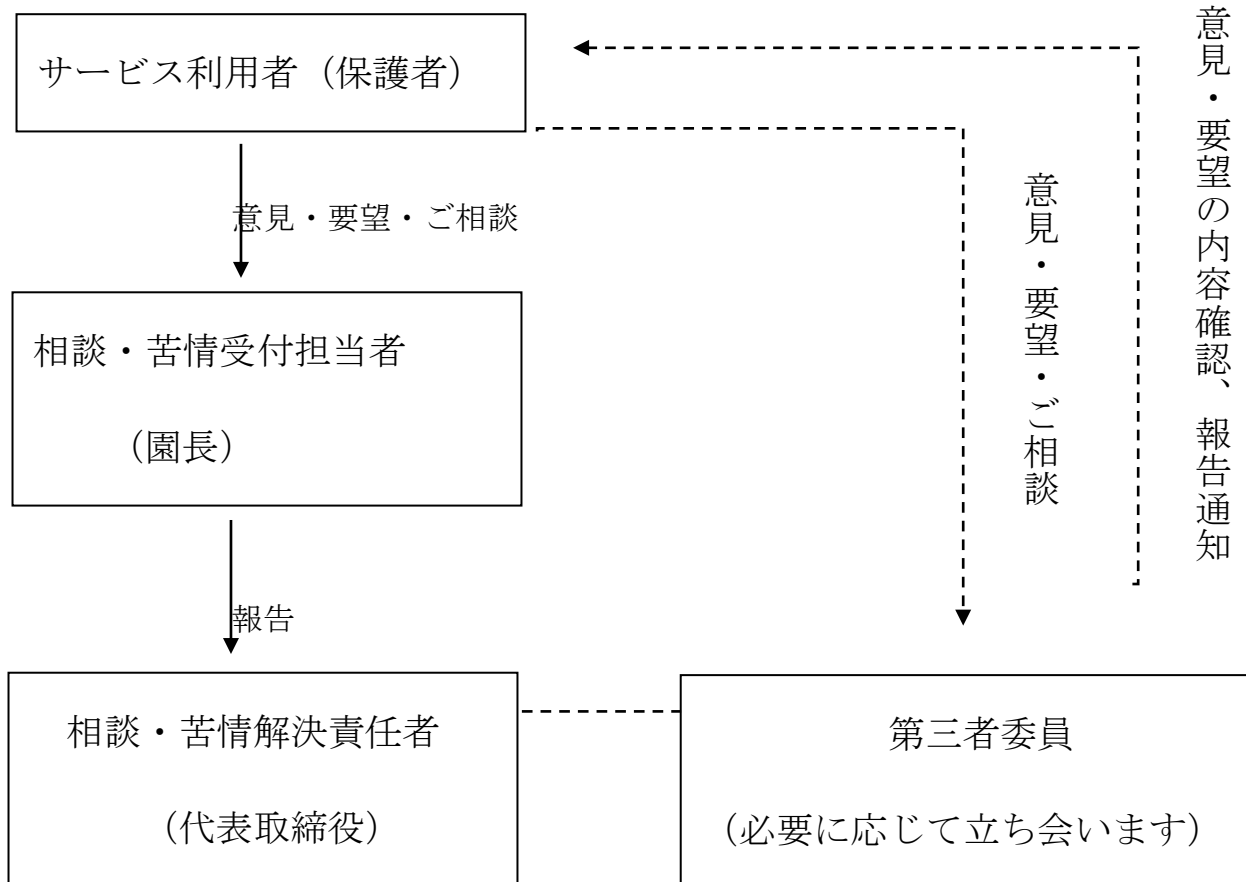 サービス利用者（保護者）
意見・要望・ご相談
相談・苦情受付担当者
（園長）
報告
相談・苦情解決責任者
（代表取締役）
第三者委員
（必要に応じて立ち会います）
意見・要望・ご相談
意見・要望の内容確認、報告通知